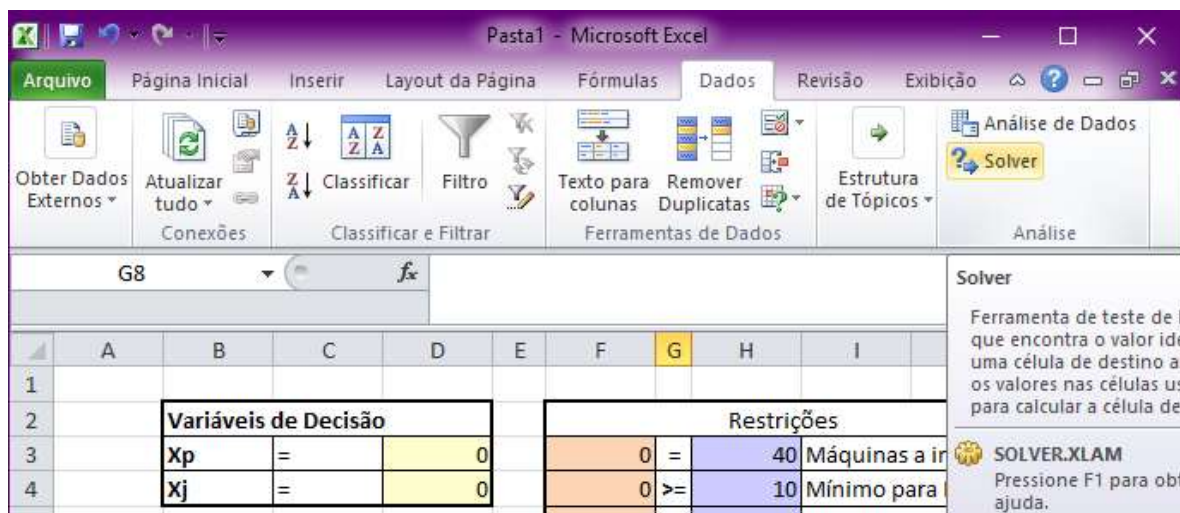 Pasta1 - Microsoft Excel
Arquivo Página Inicial Inserir Layout da Página Fórmulas Dados Revisão Exibição
Obter Dados Externos
Atualizar tudo
Conexões
Classificar
Filtro
Classificar e Filtrar
Texto para colunas
Remover Duplicatas
Ferramentas de Dados
Estrutura de Tópicos
Análise de Dados
Solver
Análise
G8 fx
A B C D E F G H I
1
2 Variáveis de Decisão Restrições
3 Xp = 0 0 = 40 Máquinas a
4 Xj = 0 0 >= 10 Mínimo para
Solver
Ferramenta de teste de
que encontra o valor
uma célula de destino
os valores nas células
para calcular a célula de
SOLVER.XLAM
Pressione F1 para
ajuda.